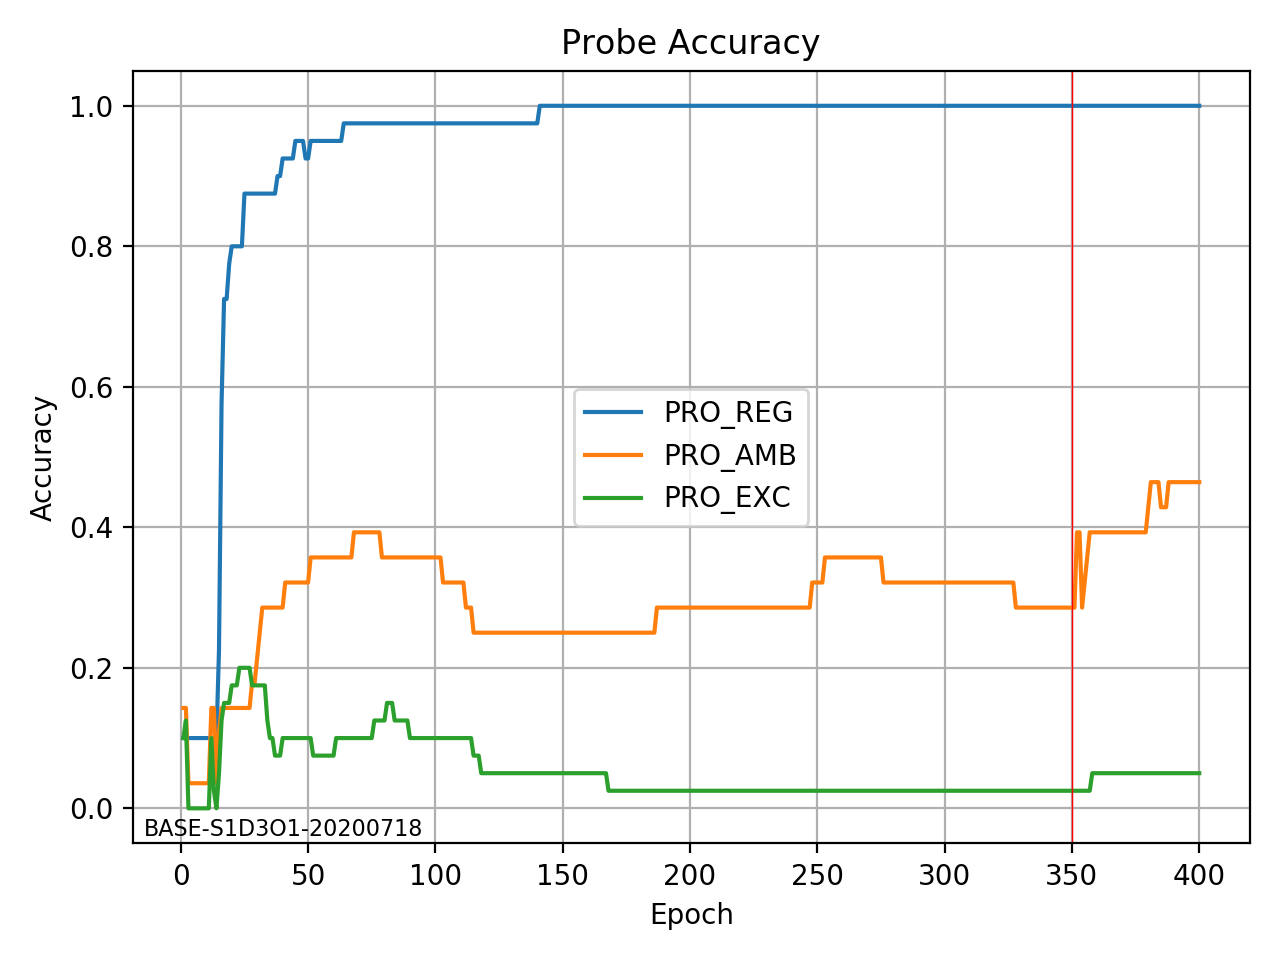 Probe Accuracy
1.0
0.8
0.6
0.4
0.2
0.0
Accuracy
PRO_REG
PRO_AMB
PRO_EXC
BASE-S1D3O1-20200718
0 50 100 150 200 250 300 350 400
Epoch